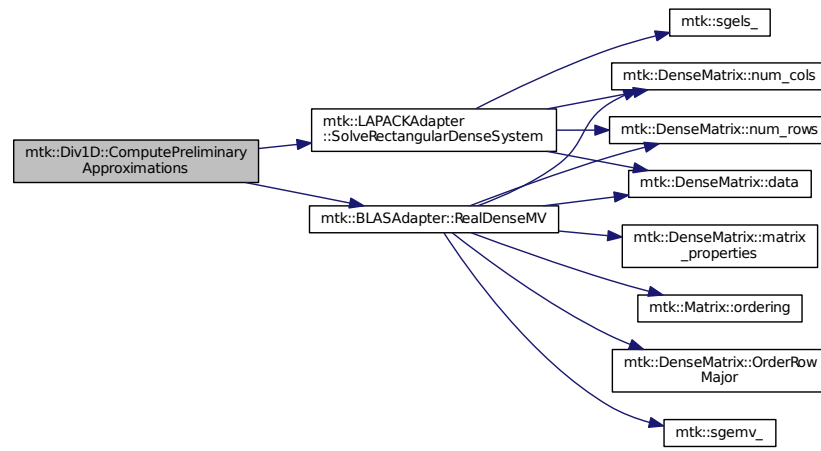 mtk::Div1D::ComputePreliminary
Approximations
mtk::LAPACKAdapter
::SolveRectangularDenseSystem
mtk::BLASAdapter::RealDenseMV
mtk::sgels_
mtk::DenseMatrix::num_cols
mtk::DenseMatrix::num_rows
mtk::DenseMatrix::data
mtk::DenseMatrix::matrix
_properties
mtk::Matrix::ordering
mtk::DenseMatrix::OrderRow
Major
mtk::sgemv_